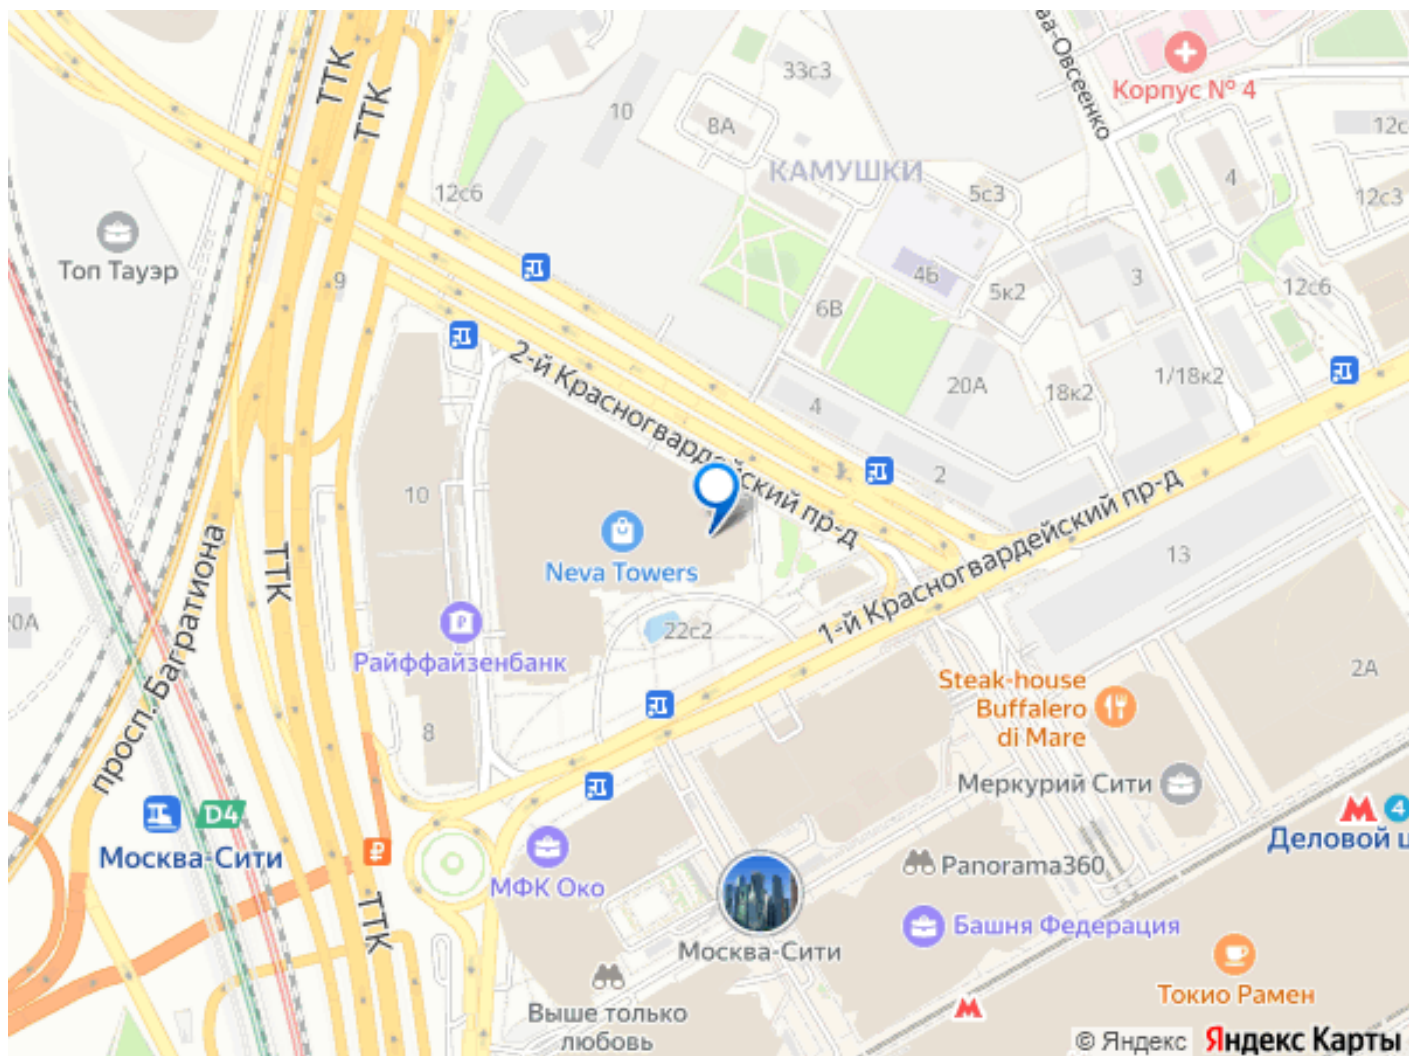 ТТК
ТТК
33с3
10
8А
Корпус № 4
12с
КАМУШКИ
4
12с6
5с3
12с3
Топ Тауэр
9
4Б
5к2
3
12с6
6В
2-й Красногвардейский пр-д
20А
18к2
1/18к2
4
2
10
1-й Красногвардейский пр-д
13
Neva Towers
ТТК
просп. Багратиона
22с2
Райффайзенбанк
2А
Steak-house
Buffalero
di Mare
8
Меркурий Сити
D4
Москва-Сити
4
МФК Око
Panorama360
Башня Федерация
ТТК
Москва-Сити
Токио Рамен
Выше только
любовь
© Яндекс Яндекс Карты